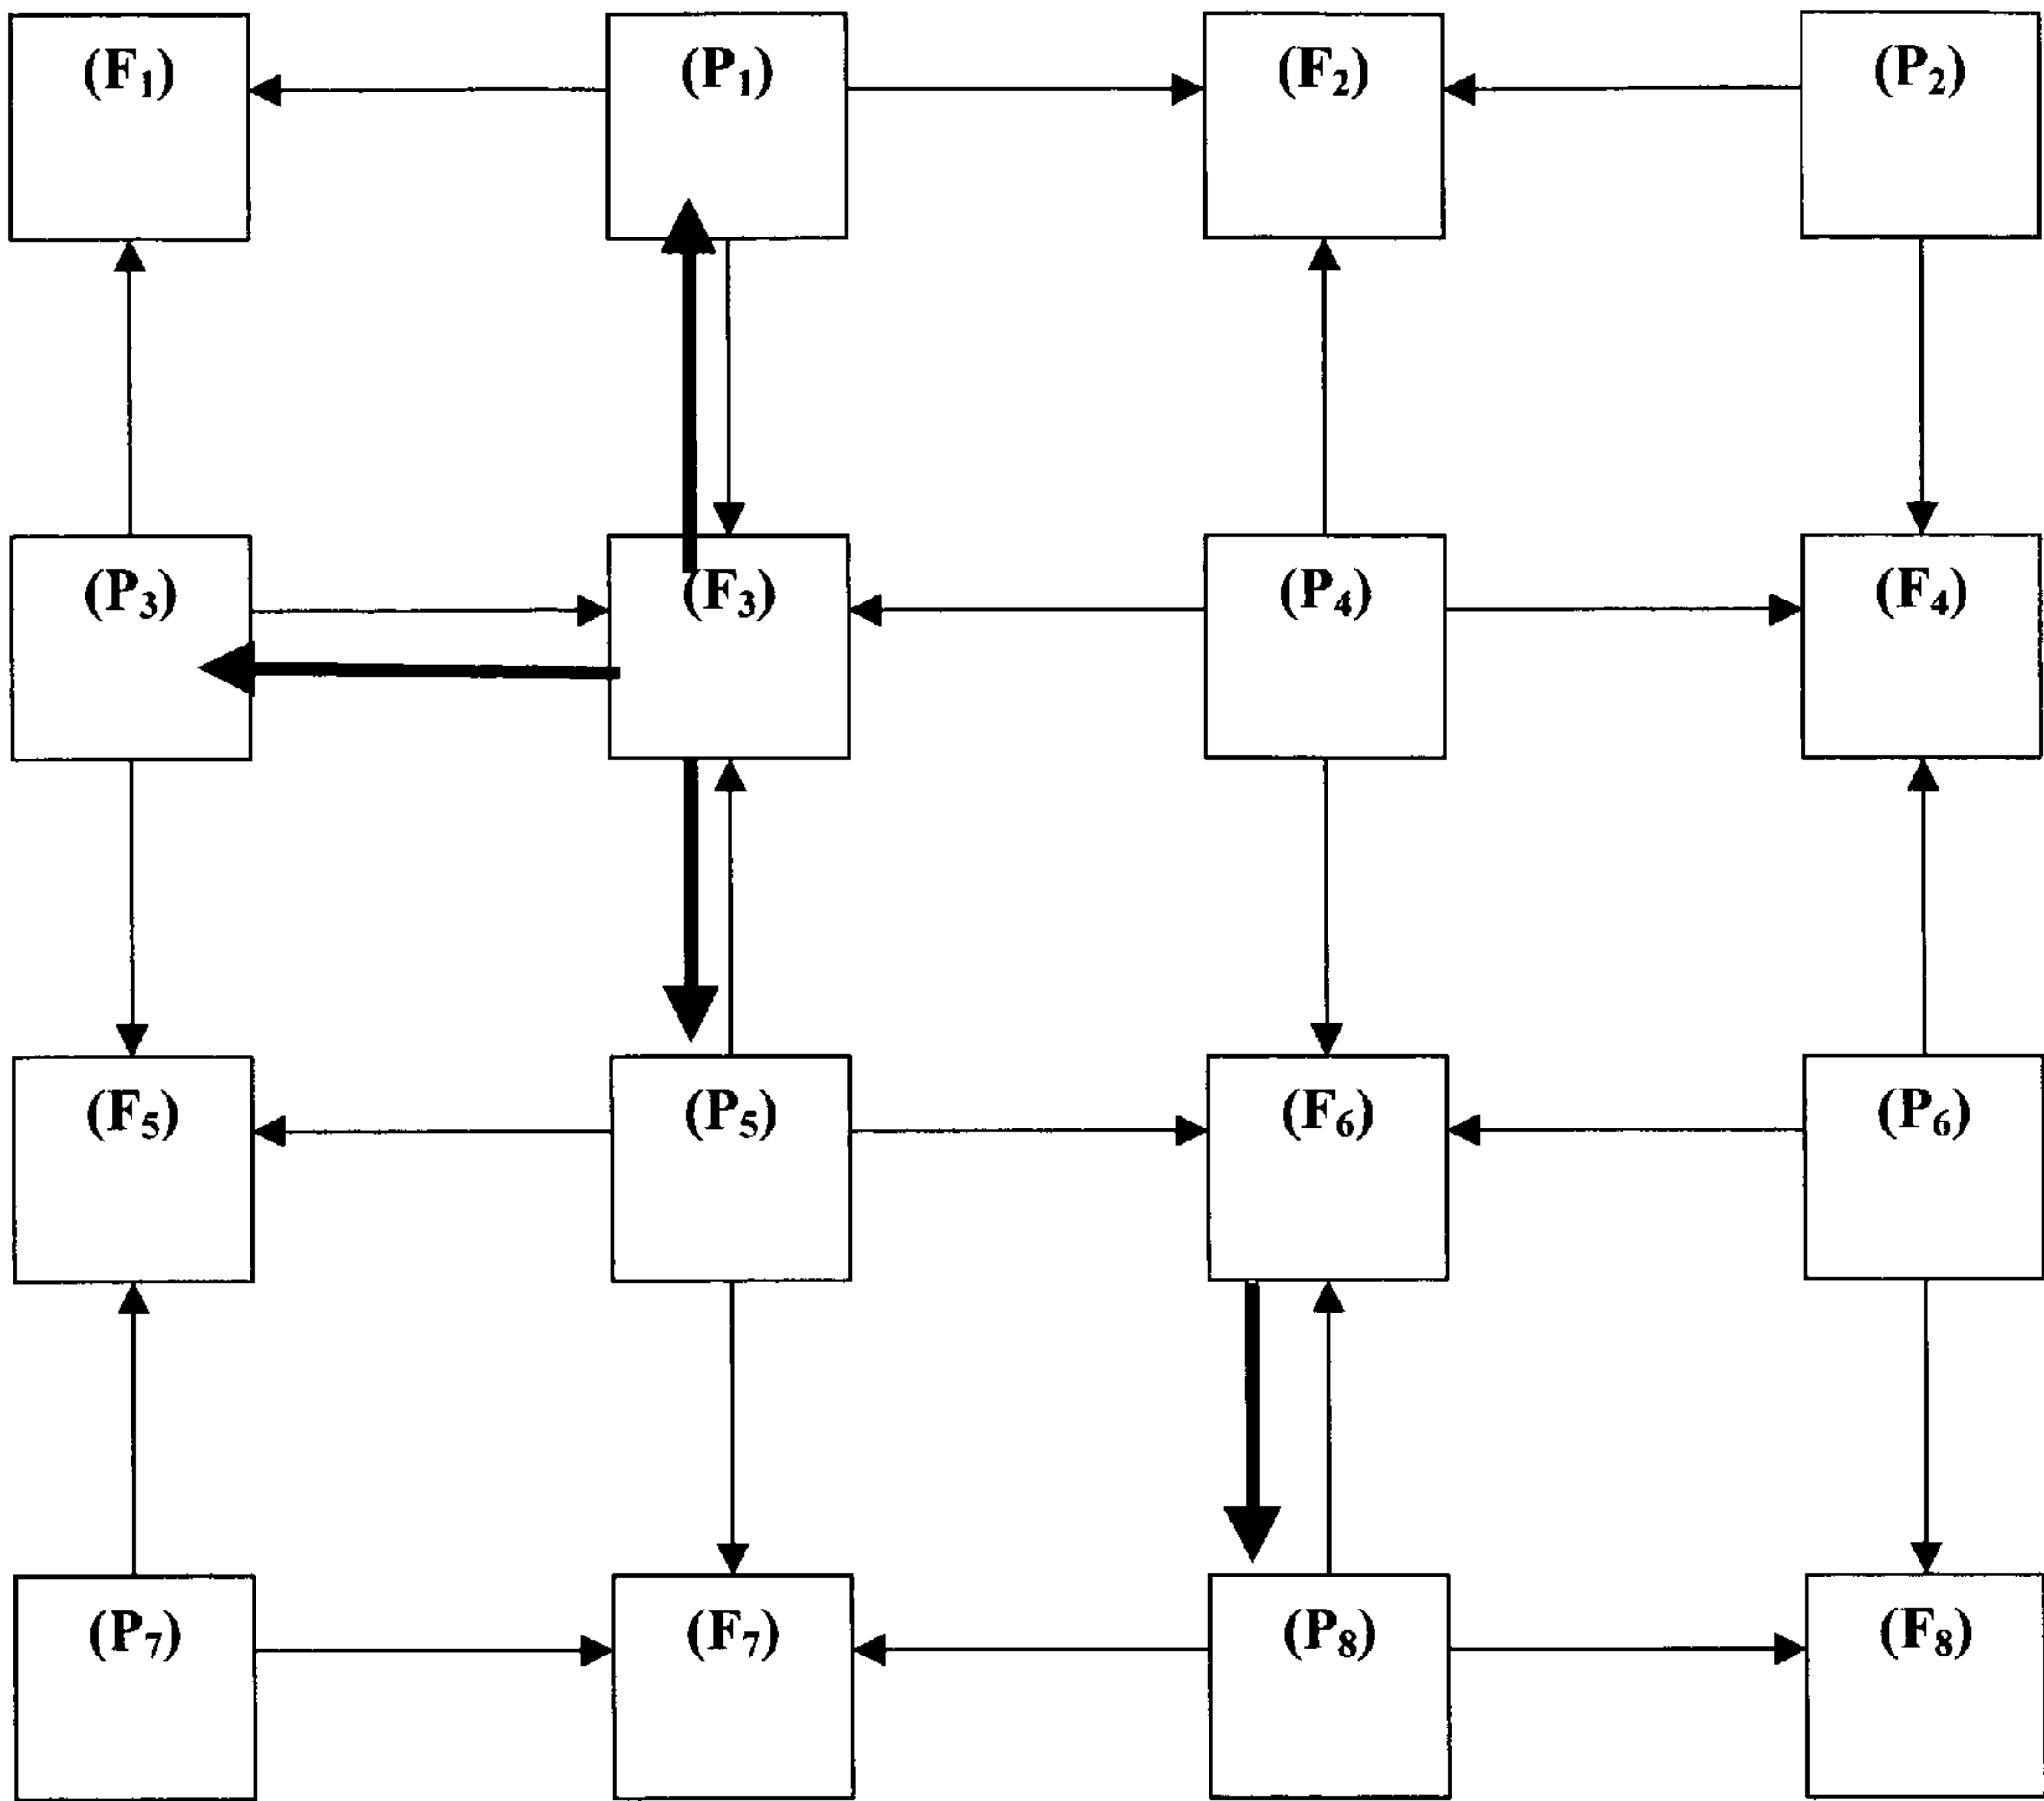 (F₁) (P₁) (F₂) (P₂)
(P₃) (F₃) (P₄) (F₄)
(F₅) (P₅) (F₆) (P₆)
(P₇) (F₇) (P₈) (F₈)